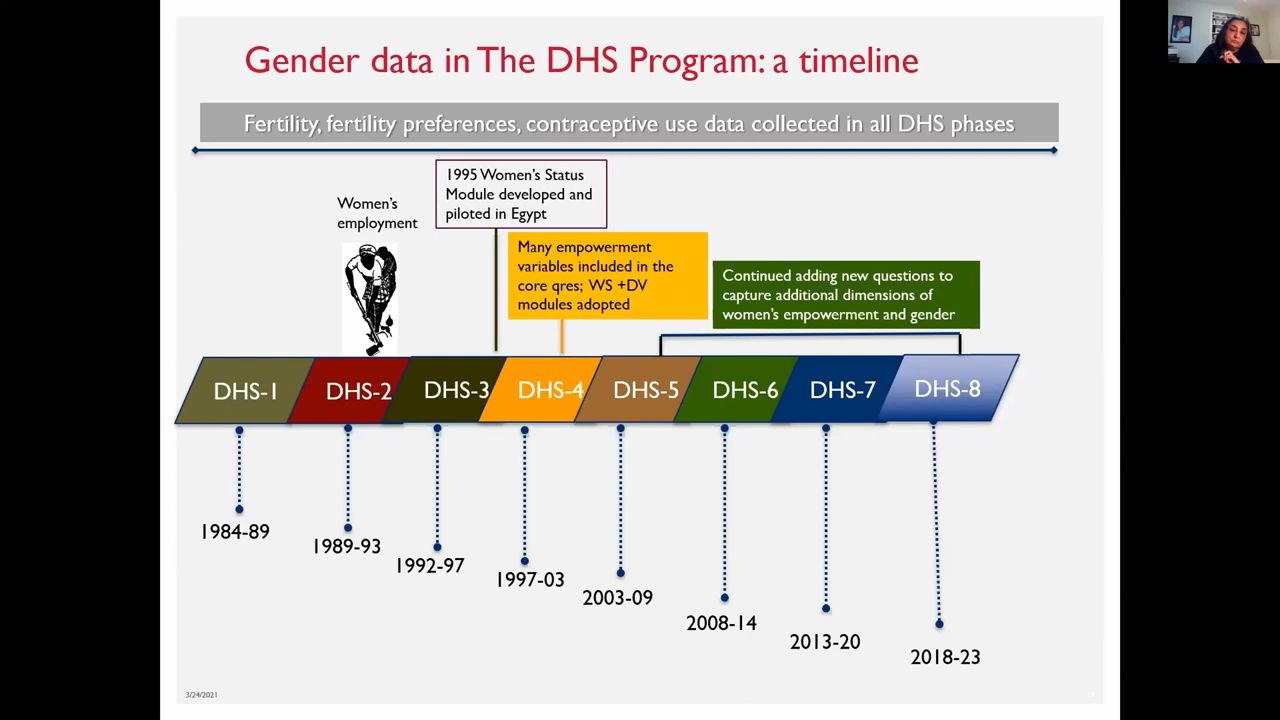 Gender data in The DHS Program: a timeline
Fertility, fertility preferences, contraceptive use data collected in all DHS phases
Women's
employment
1995 Women's Status
Module developed and
piloted in Egypt
Many empowerment
variables included in the
core qres; WS +DV
modules adopted
Continued adding new questions to
capture additional dimensions of
women's empowerment and gender
DHS-1
DHS-2
DHS-3
DHS-4
DHS-5
DHS-6
DHS-7
DHS-8
1984-89
1989-93
1992-97
1997-03
2003-09
2008-14
2013-20
2018-23
3/24/2021